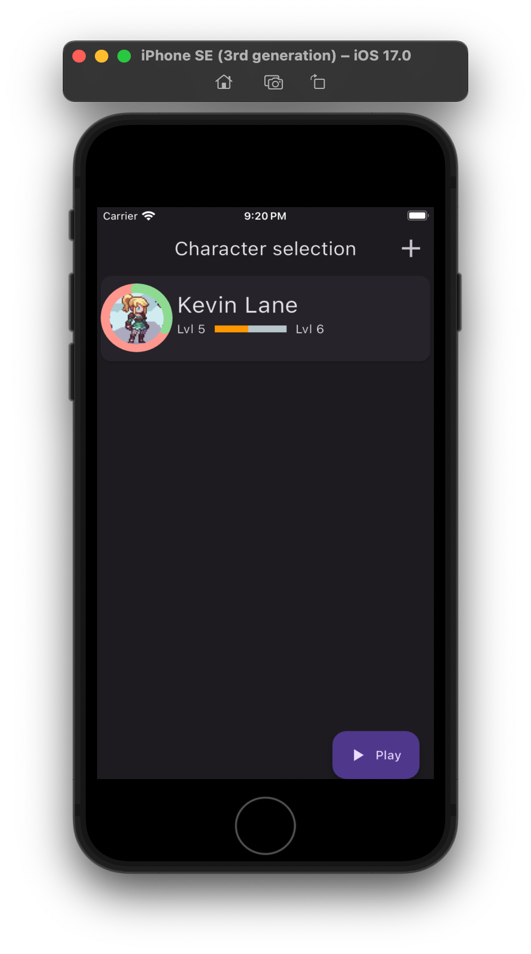 iPhone SE (3rd generation) – iOS 17.0
Carrier 9:20 PM
Character selection
Kevin Lane
Lvl 5 Lvl 6
Play